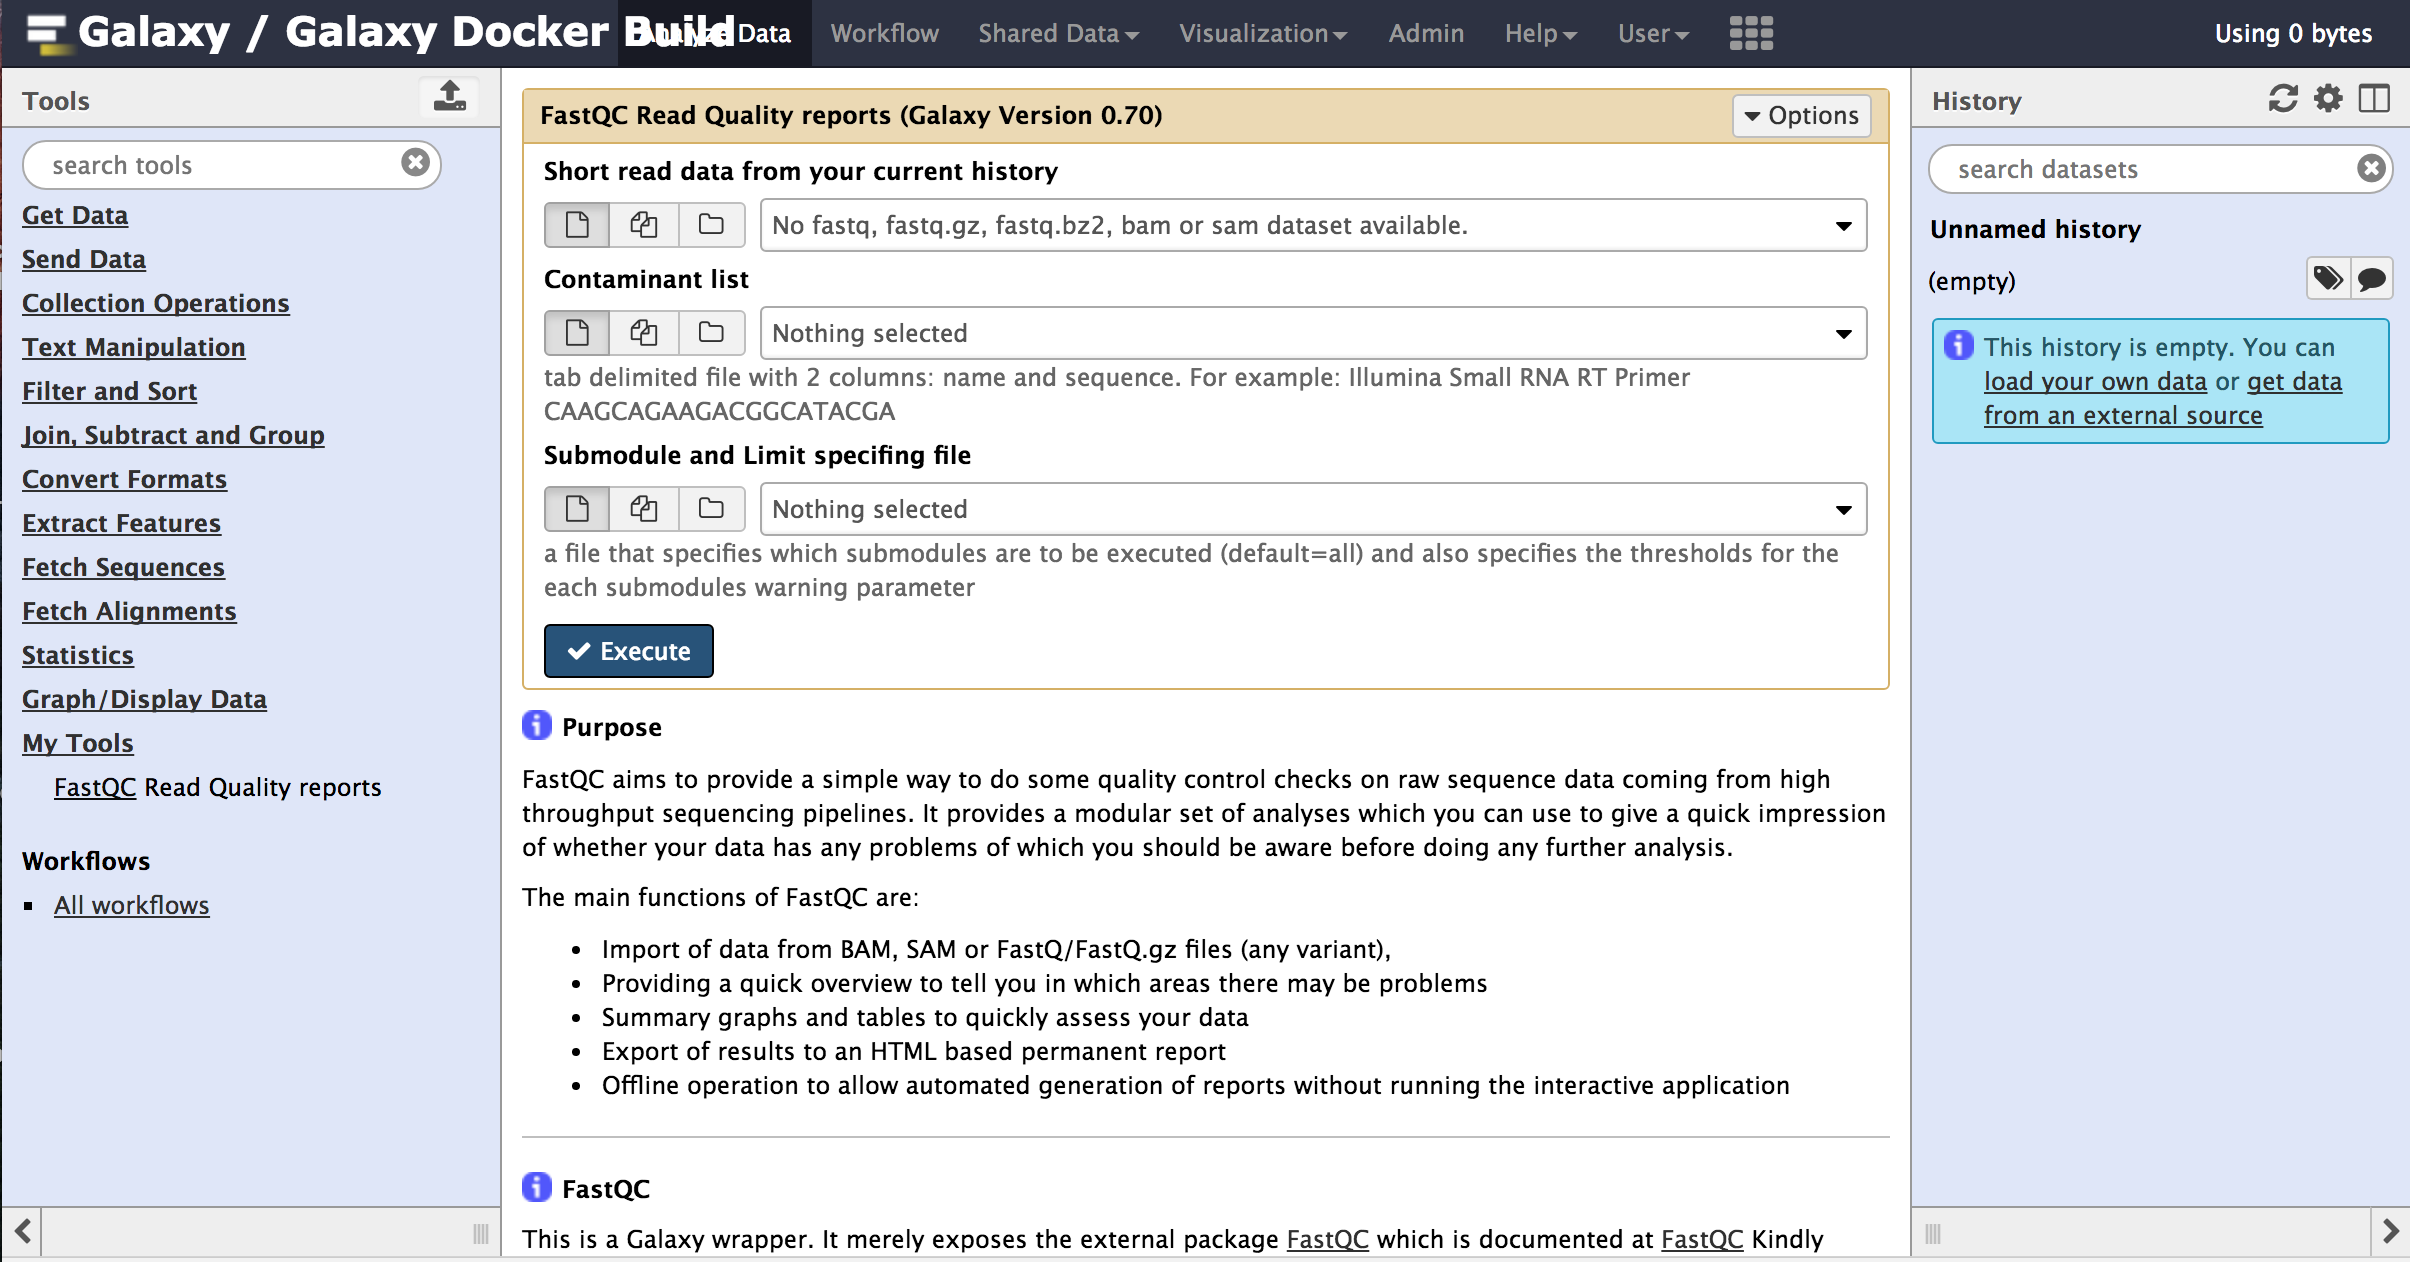 Galaxy / Galaxy Docker Build
Analyze Data
Workflow
Shared Data
Visualization
Admin
Help
User
Using 0 bytes
Tools
search tools
Get Data
Send Data
Collection Operations
Text Manipulation
Filter and Sort
Join, Subtract and Group
Convert Formats
Extract Features
Fetch Sequences
Fetch Alignments
Statistics
Graph/Display Data
My Tools
FastQC Read Quality reports
Workflows
All workflows
FastQC Read Quality reports (Galaxy Version 0.70)
Options
Short read data from your current history
No fastq, fastq.gz, fastq.bz2, bam or sam dataset available.
Contaminant list
Nothing selected
tab delimited file with 2 columns: name and sequence. For example: Illumina Small RNA RT Primer
CAAGCAGAAGACGGCATACGA
Submodule and Limit specifing file
Nothing selected
a file that specifies which submodules are to be executed (default=all) and also specifies the thresholds for the
each submodules warning parameter
Execute
Purpose
FastQC aims to provide a simple way to do some quality control checks on raw sequence data coming from high
throughput sequencing pipelines. It provides a modular set of analyses which you can use to give a quick impression
of whether your data has any problems of which you should be aware before doing any further analysis.
The main functions of FastQC are:
• Import of data from BAM, SAM or FastQ/FastQ.gz files (any variant),
• Providing a quick overview to tell you in which areas there may be problems
• Summary graphs and tables to quickly assess your data
• Export of results to an HTML based permanent report
• Offline operation to allow automated generation of reports without running the interactive application
FastQC
This is a Galaxy wrapper. It merely exposes the external package FastQC which is documented at FastQC Kindly
History
search datasets
Unnamed history
(empty)
This history is empty. You can
load your own data or get data
from an external source